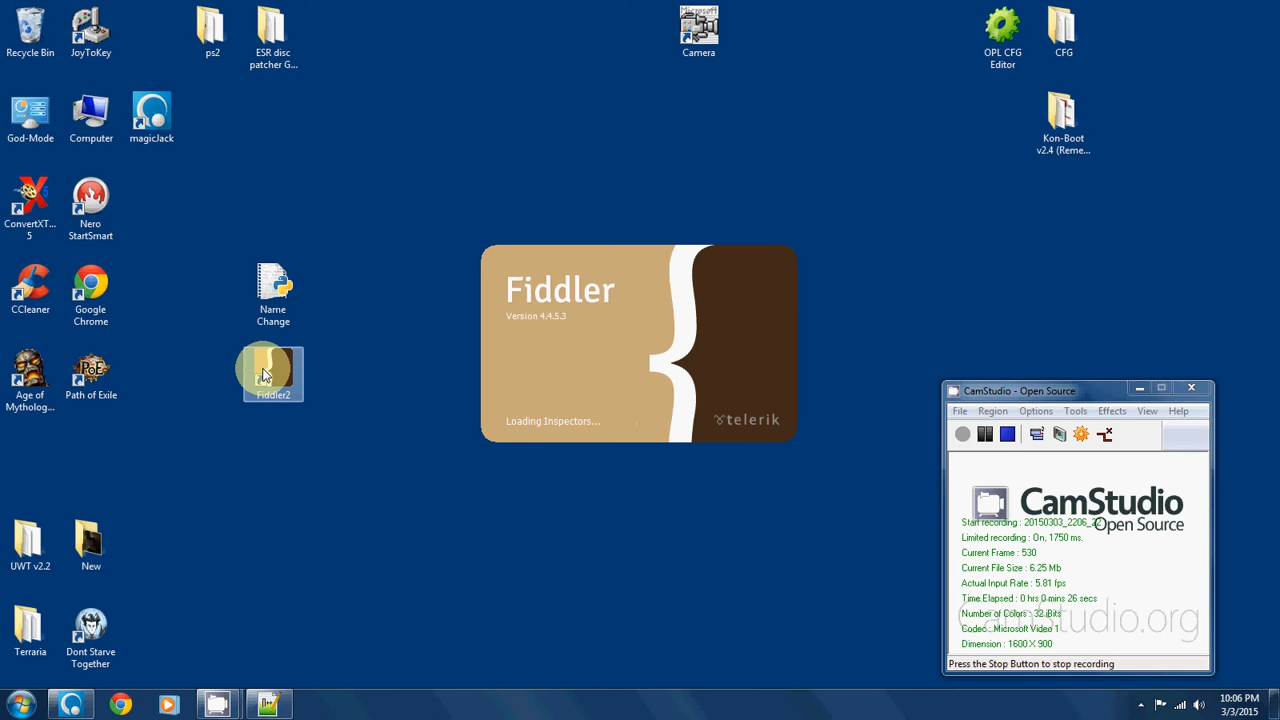 Recycle Bin
JoyToKey
ps2
ESR disc
patcher G...
Microsoft
Camera
OPL CFG
Editor
CFG
God-Mode
Computer
magicJack
Kon-Boot
v2.4 (Reme...
ConvertXT...
5
Nero
StartSmart
CCleaner
Google
Chrome
Name
Change
Age of
Mytholog...
Path of Exile
Fiddler2
Fiddler
Version 4.4.5.3
Loading Inspectors...
telerik
CamStudio - Open Source
File Region Options Tools Effects View Help
CamStudio
Open Source
Start recording : 20150303_2206_32
Limited recording : On, 1750 ms.
Current Frame : 530
Current File Size : 6.25 Mb
Actual Input Rate : 5.81 fps
Time Elapsed : 0 hrs 0 mins 26 secs
Number of Colors : 32 Bits
Codec : Microsoft Video 1
Dimension : 1600 X 900
CamStudio.org
Press the Stop Button to stop recording
UWT v2.2
New
Terraria
Dont Starve
Together
10:06 PM
3/3/2015